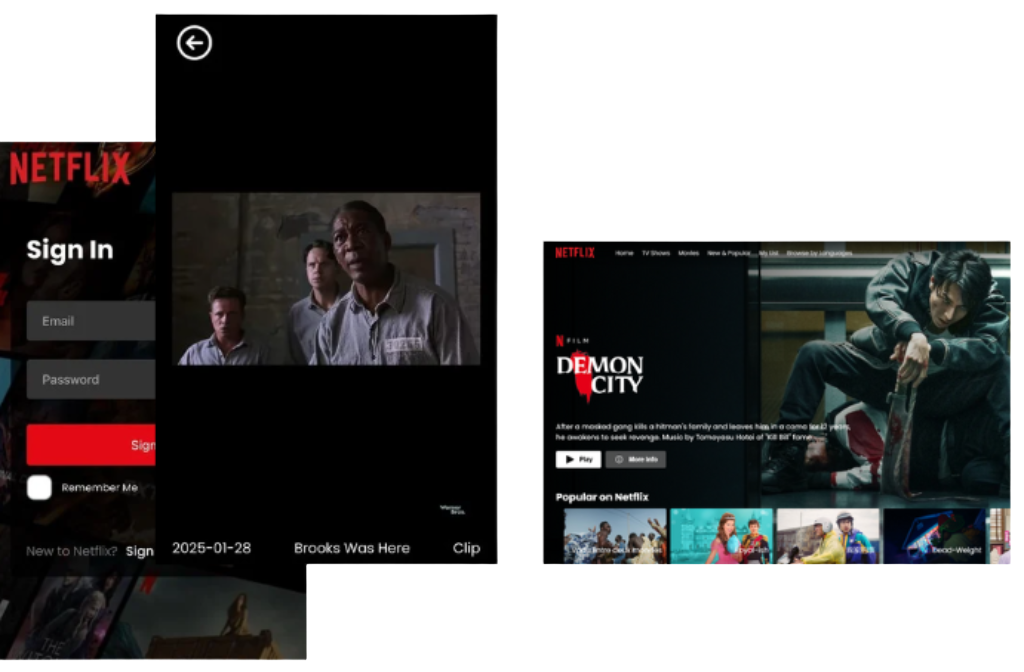 NETFLIX
Sign In
Email
Password
Sign
Remember Me
New to Netflix? Sign
Warner Bros.
2025-01-28 Brooks Was Here Clip
NETFLIX Home TV Shows Movies New & Popular My List Browse by Languages
N FILM
DEMON
CITY
After a masked gang kills a hitman's family and leaves him in a coma for 12 years,
he awakens to seek revenge. Music by Tomoyasu Hotei of "Kill Bill" fame.
Play More Info
Popular on Netflix
Dead-Weight